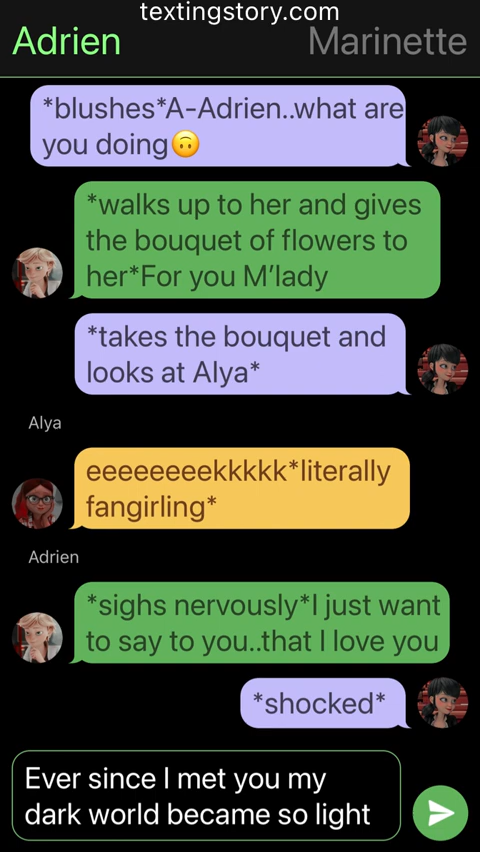 textingstory.com
Adrien
Marinette
*blushes*A-Adrien..what are
you doing🙃
*walks up to her and gives
the bouquet of flowers to
her*For you M’lady
*takes the bouquet and
looks at Alya*
Alya
eeeeeeeekkkkk*literally
fangirling*
Adrien
*sighs nervously*I just want
to say to you..that I love you
*shocked*
Ever since I met you my
dark world became so light